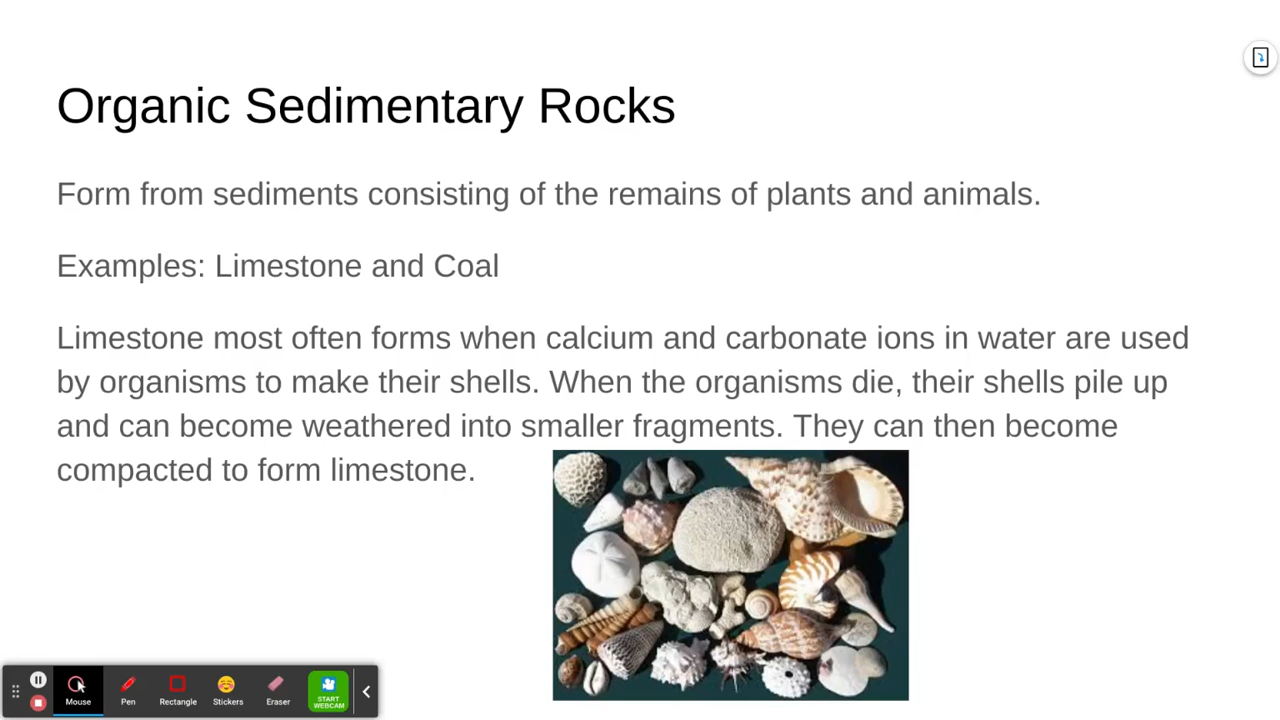 Organic Sedimentary Rocks
Form from sediments consisting of the remains of plants and animals.
Examples: Limestone and Coal
Limestone most often forms when calcium and carbonate ions in water are used
by organisms to make their shells. When the organisms die, their shells pile up
and can become weathered into smaller fragments. They can then become
compacted to form limestone.
Mouse
Pen
Rectangle
Stickers
Eraser
START
WEBCAM